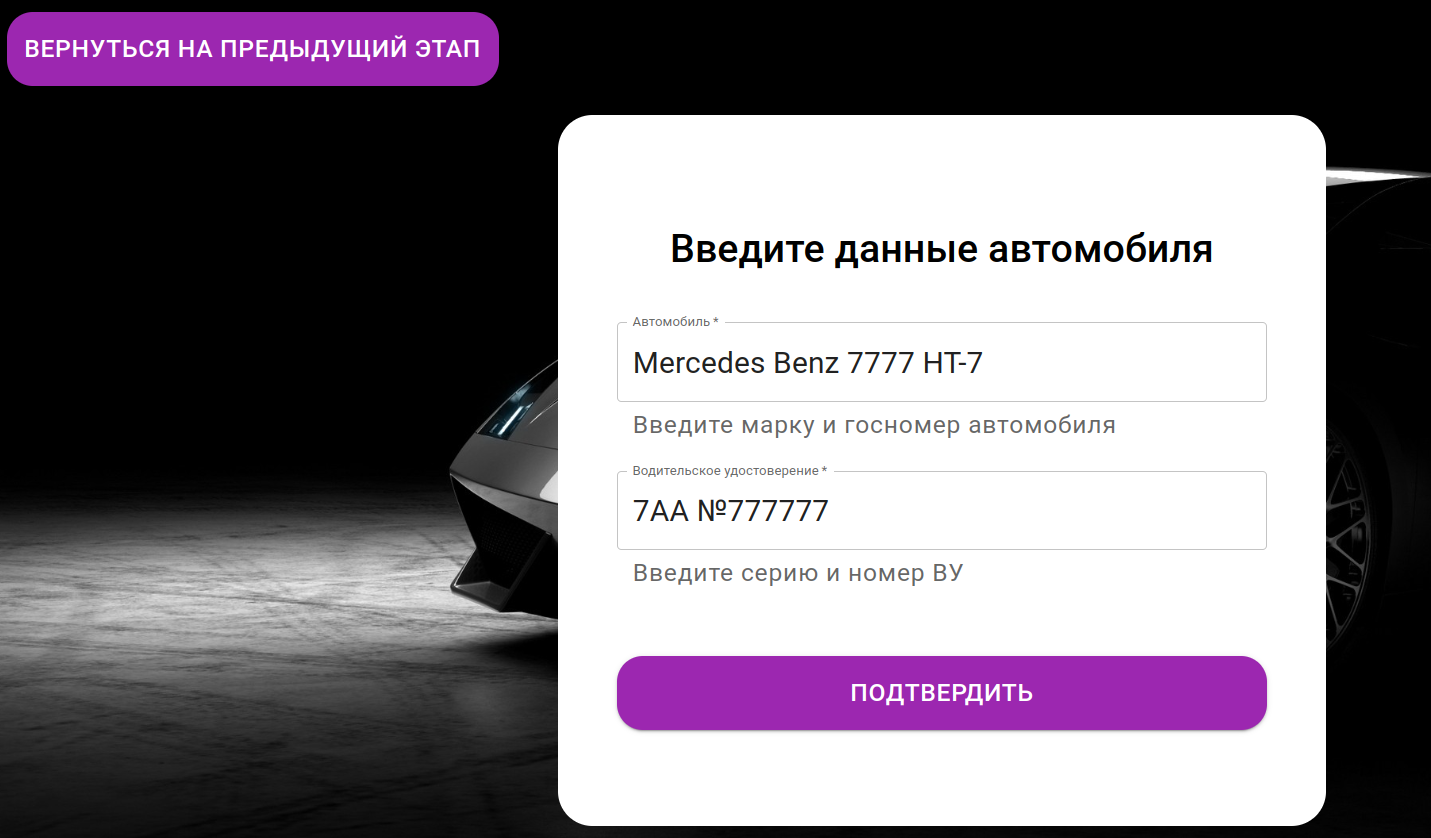 ВЕРНУТЬСЯ НА ПРЕДЫДУЩИЙ ЭТАП
Введите данные автомобиля
Автомобиль *
Mercedes Benz 7777 HT-7
Введите марку и госномер автомобиля
Водительское удостоверение *
7AA №777777
Введите серию и номер ВУ
ПОДТВЕРДИТЬ